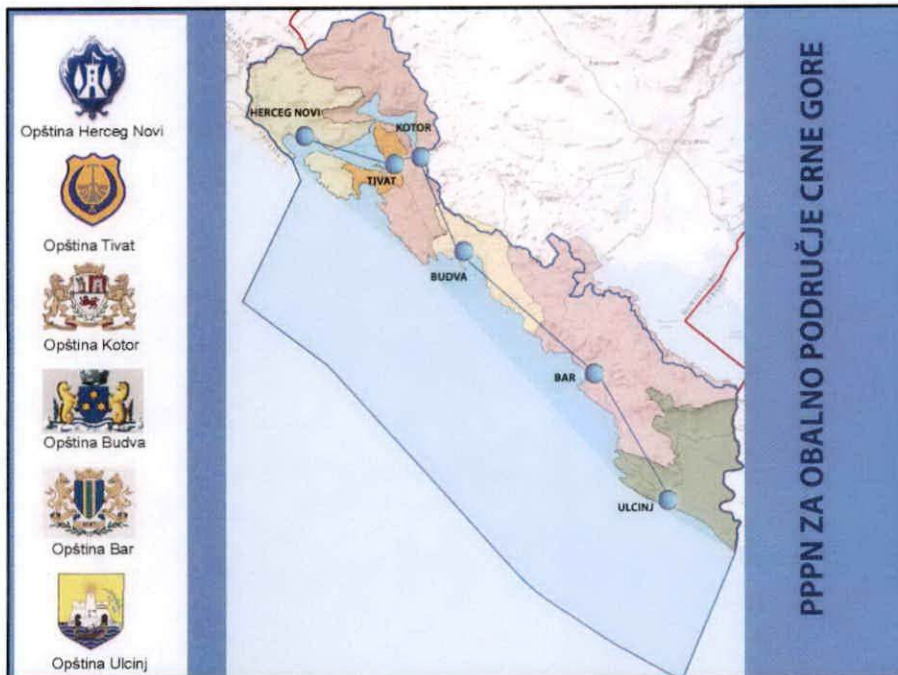 Opština Herceg Novi
Opština Tivat
Opština Kotor
Opština Budva
Opština Bar
Opština Ulcinj
HERCEG NOVI
KOTOR
TIVAT
BUDVA
BAR
ULCINJ
PPPN ZA OBALNO PODRUČJE CRNE GORE